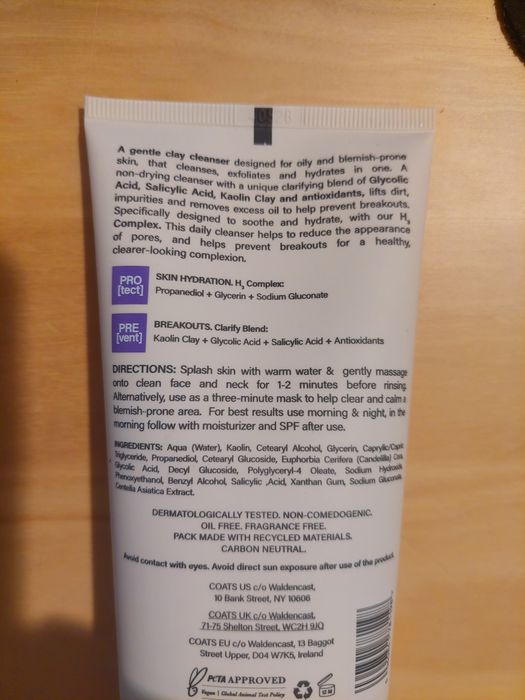 A gentle clay cleanser designed for oily and blemish-prone
skin, that cleanses, exfoliates and hydrates in one. A
non-drying cleanser with a unique clarifying blend of Glycolic
Acid, Salicylic Acid, Kaolin Clay and antioxidants, lifts dirt,
impurities and removes excess oil to help prevent breakouts.
Specifically designed to soothe and hydrate, with our H₃
Complex. This daily cleanser helps to reduce the appearance
of pores, and helps prevent breakouts for a healthy,
clearer-looking complexion.
PRO
[tect]
SKIN HYDRATION. H₃ Complex:
Propanediol + Glycerin + Sodium Gluconate
PRE
[vent]
BREAKOUTS. Clarify Blend:
Kaolin Clay + Glycolic Acid + Salicylic Acid + Antioxidants
DIRECTIONS: Splash skin with warm water & gently massage
onto clean face and neck for 1-2 minutes before rinsing.
Alternatively, use as a three-minute mask to help clear and calm a
blemish-prone area. For best results use morning & night, in the
morning follow with moisturizer and SPF after use.
INGREDIENTS: Aqua (Water), Kaolin, Cetearyl Alcohol, Glycerin, Caprylic/Capric
Triglyceride, Propanediol, Cetearyl Glucoside, Euphorbia Cerifera (Candelilla) Cera,
Glycolic Acid, Decyl Glucoside, Polyglyceryl-4 Oleate, Sodium Hydroxide,
Phenoxyethanol, Benzyl Alcohol, Salicylic Acid, Xanthan Gum, Sodium Gluconate,
Centella Asiatica Extract.
DERMATOLOGICALLY TESTED. NON-COMEDOGENIC.
OIL FREE. FRAGRANCE FREE.
PACK MADE WITH RECYCLED MATERIALS.
CARBON NEUTRAL.
Avoid contact with eyes. Avoid direct sun exposure after use of the product.
COATS US c/o Waldencast,
10 Bank Street, NY 10606
COATS UK c/o Waldencast,
71-75 Shelton Street, WC2H 9JQ
COATS EU c/o Waldencast, 13 Baggot
Street Upper, D04 W7K5, Ireland
PETA APPROVED
Vegan | Global Animal Test Policy
12 M